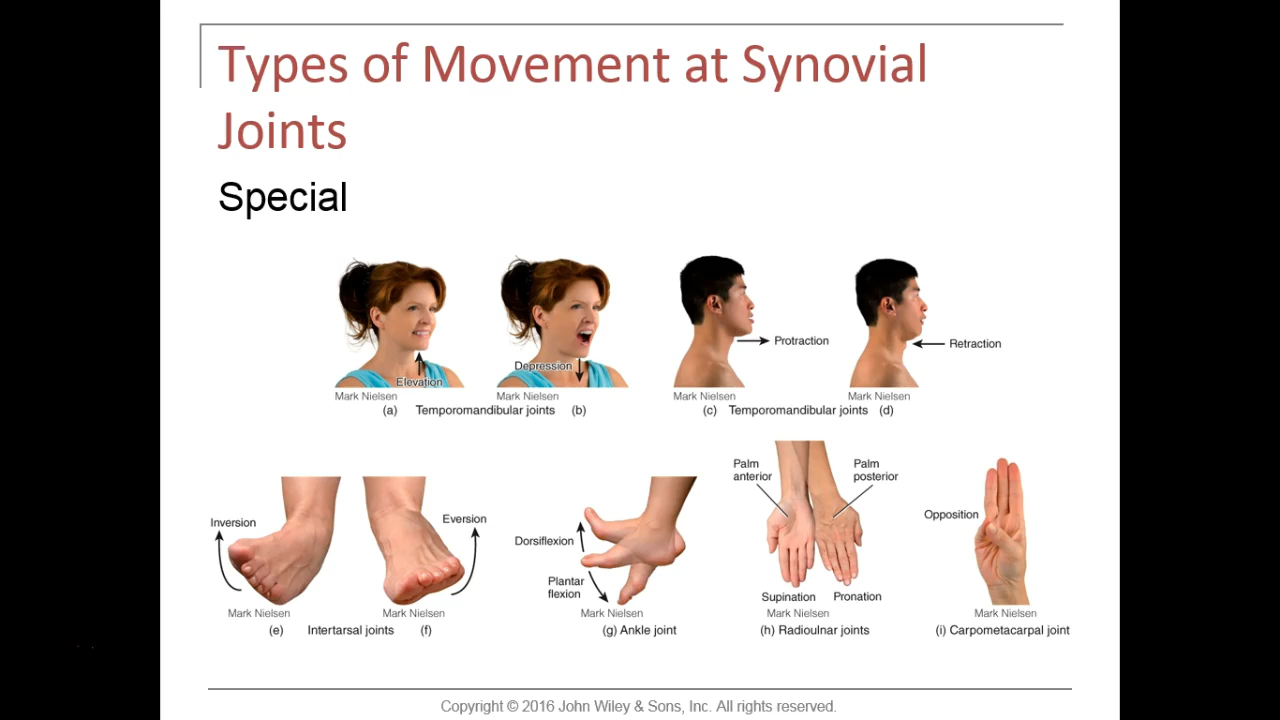 Types of Movement at Synovial
Joints
Special
Elevation
Depression
Protraction
Retraction
Mark Nielsen
Mark Nielsen
Mark Nielsen
Mark Nielsen
(a) Temporomandibular joints (b)
(c) Temporomandibular joints (d)
Inversion
Eversion
Dorsiflexion
Plantar
flexion
Palm
anterior
Palm
posterior
Supination
Pronation
Opposition
Mark Nielsen
Mark Nielsen
Mark Nielsen
Mark Nielsen
Mark Nielsen
(e) Intertarsal joints (f)
(g) Ankle joint
(h) Radioulnar joints
(i) Carpometacarpal joint
Copyright © 2016 John Wiley & Sons, Inc. All rights reserved.